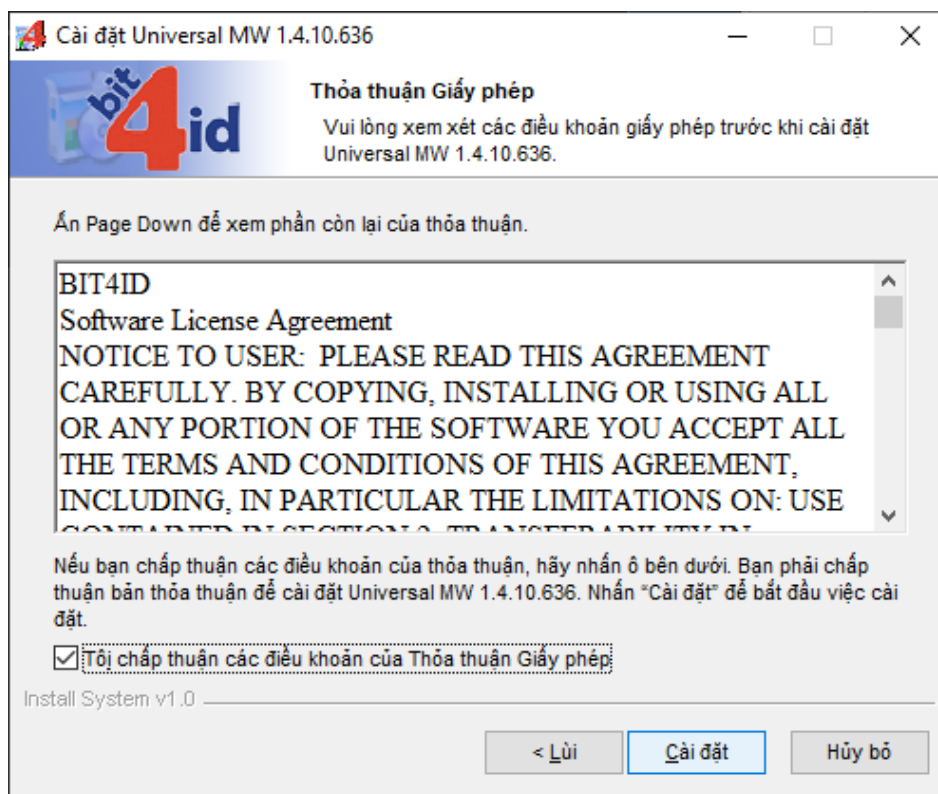 Cài đặt Universal MW 1.4.10.636
bit4id
Thỏa thuận Giấy phép
Vui lòng xem xét các điều khoản giấy phép trước khi cài đặt
Universal MW 1.4.10.636.
Ấn Page Down để xem phần còn lại của thỏa thuận.
BIT4ID
Software License Agreement
NOTICE TO USER: PLEASE READ THIS AGREEMENT
CAREFULLY. BY COPYING, INSTALLING OR USING ALL
OR ANY PORTION OF THE SOFTWARE YOU ACCEPT ALL
THE TERMS AND CONDITIONS OF THIS AGREEMENT,
INCLUDING, IN PARTICULAR THE LIMITATIONS ON: USE
CONTAINED IN SECTION 2; TRANSFERABILITY IN
Nếu bạn chấp thuận các điều khoản của thỏa thuận, hãy nhấn ô bên dưới. Bạn phải chấp
thuận bản thỏa thuận để cài đặt Universal MW 1.4.10.636. Nhấn “Cài đặt” để bắt đầu việc cài
đặt.
Tôi chấp thuận các điều khoản của Thỏa thuận Giấy phép
Install System v1.0
< Lùi
Cài đặt
Hủy bỏ